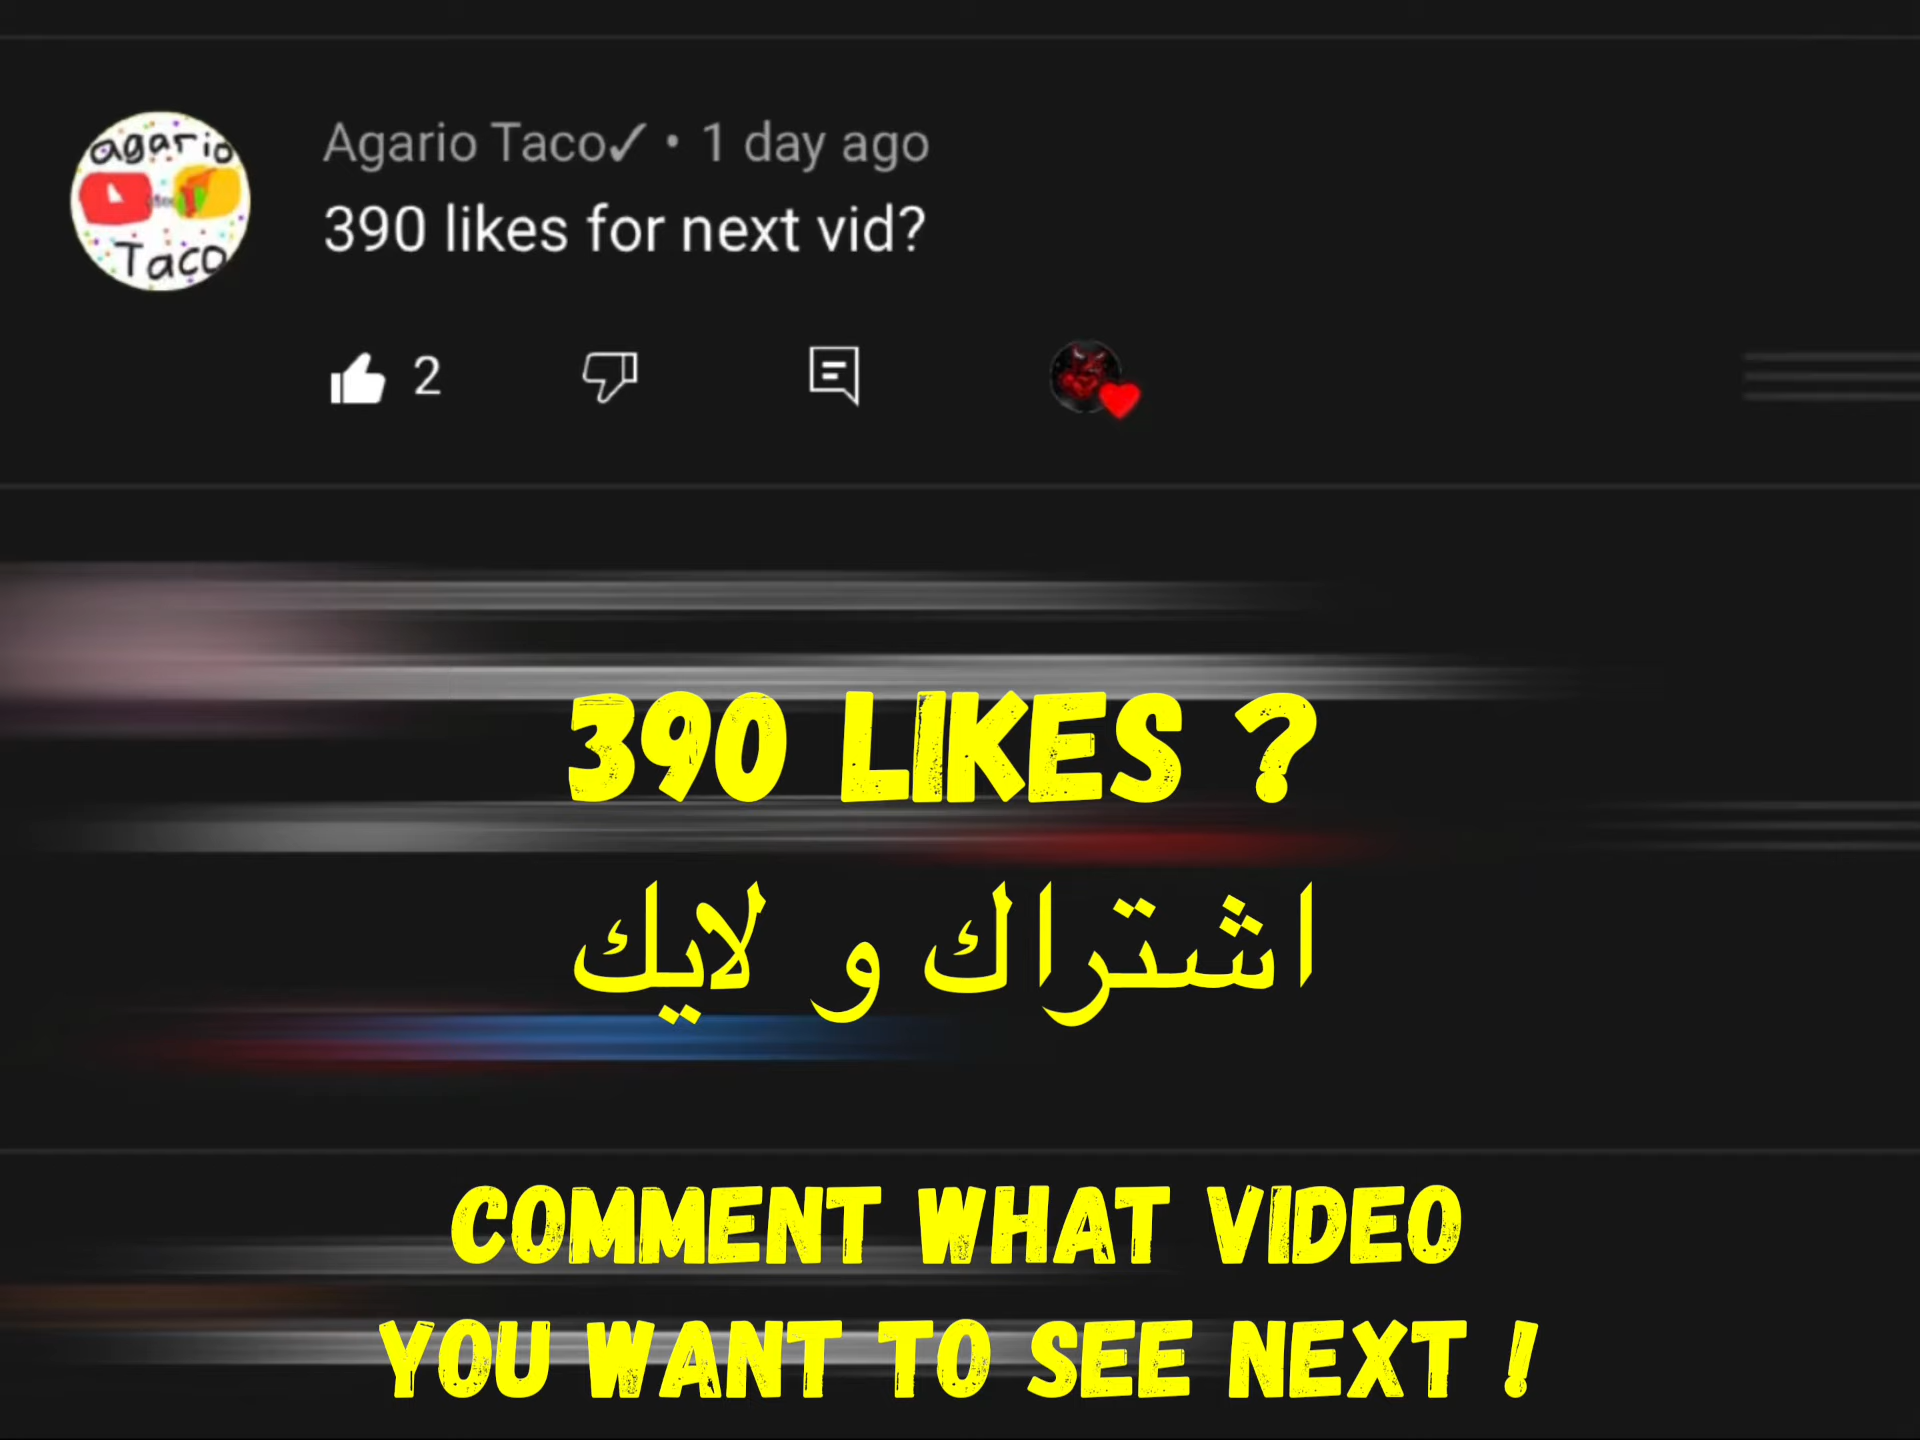 agario
Taco
Agario Taco✓ • 1 day ago
390 likes for next vid?
2
390 LIKES ?
اشتراك و لايك
COMMENT WHAT VIDEO
YOU WANT TO SEE NEXT !